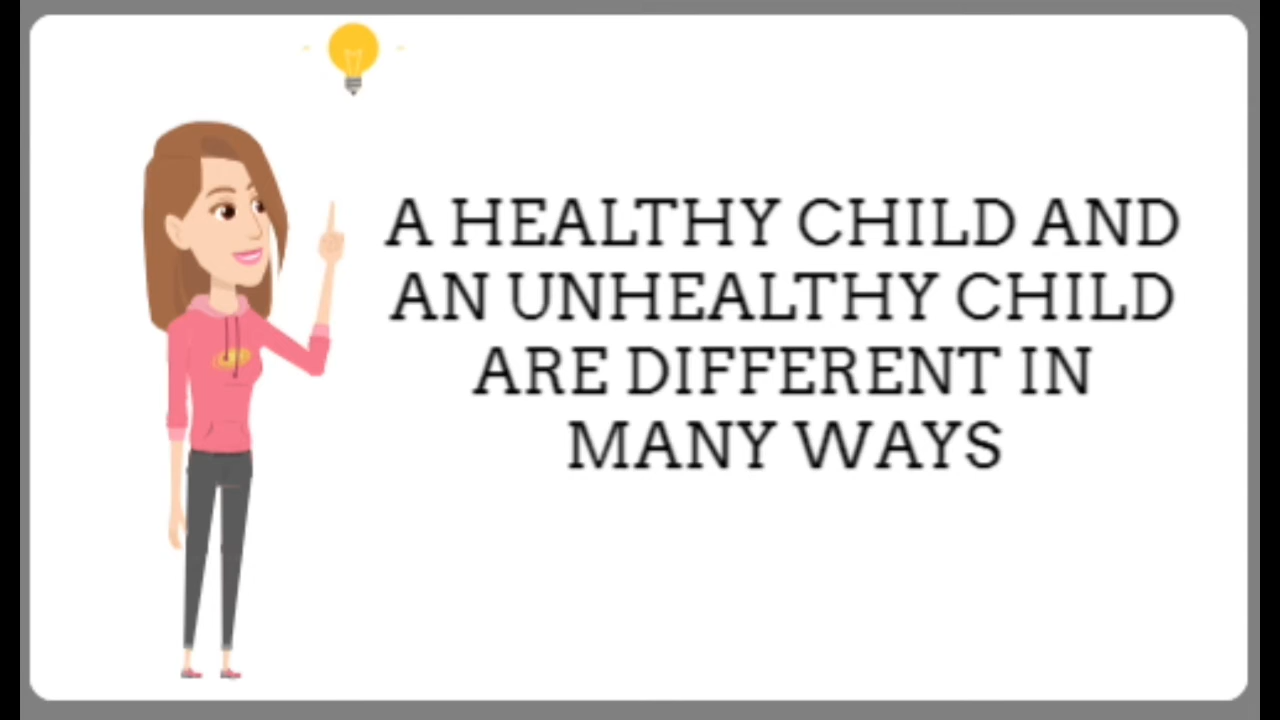 A HEALTHY CHILD AND
AN UNHEALTHY CHILD
ARE DIFFERENT IN
MANY WAYS